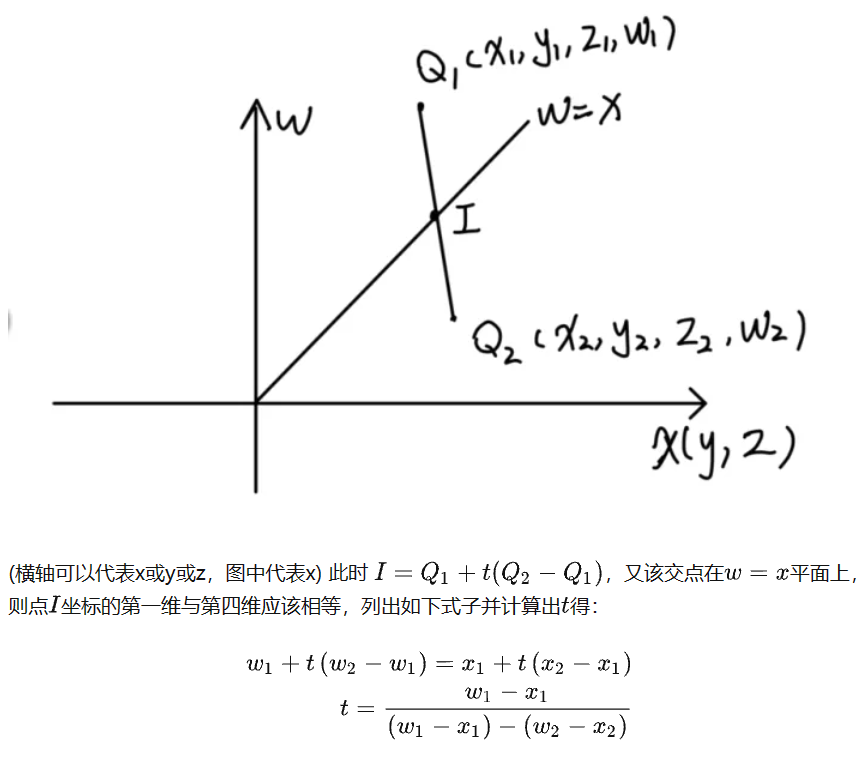 Q₁(x₁,y₁,z₁,w₁)
w
w=x
I
Q₂(x₂,y₂,z₂,w₂)
x(y,z)
(横轴可以代表x或y或z，图中代表x) 此时 I = Q₁ + t(Q₂ − Q₁)，又该交点在w = x平面上，
则点I坐标的第一维与第四维应该相等，列出如下式子并计算出t得：
w₁ + t (w₂ − w₁) = x₁ + t (x₂ − x₁)
t = (w₁ − x₁) / ((w₁ − x₁) − (w₂ − x₂))